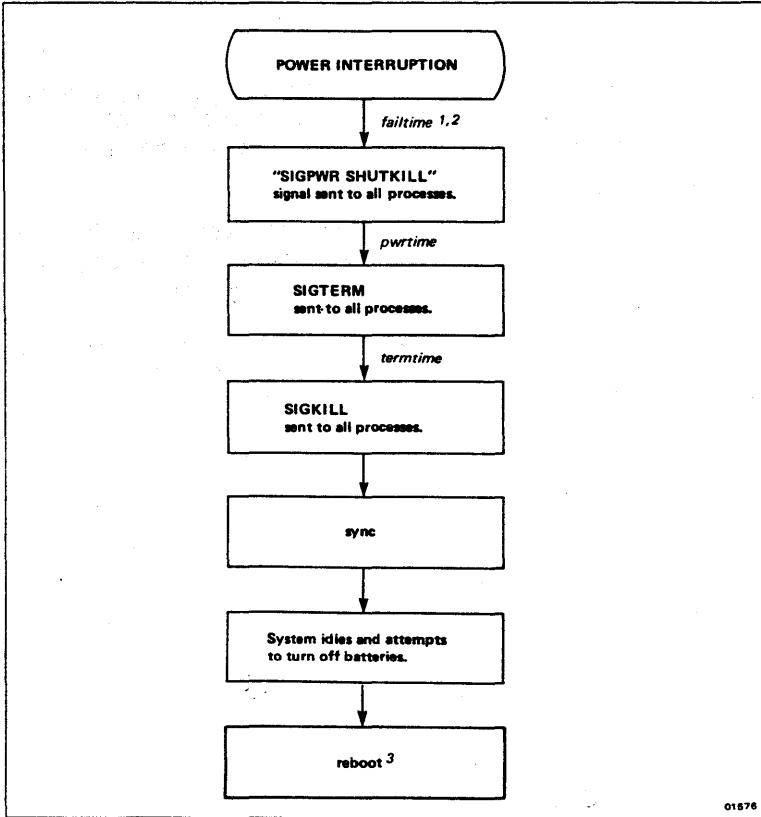 POWER INTERRUPTION
failtime 1,2
"SIGPWR SHUTKILL"
signal sent to all processes.
pwrtime
SIGTERM
sent to all processes.
termtime
SIGKILL
sent to all processes.
sync
System idles and attempts
to turn off batteries.
reboot 3
01576